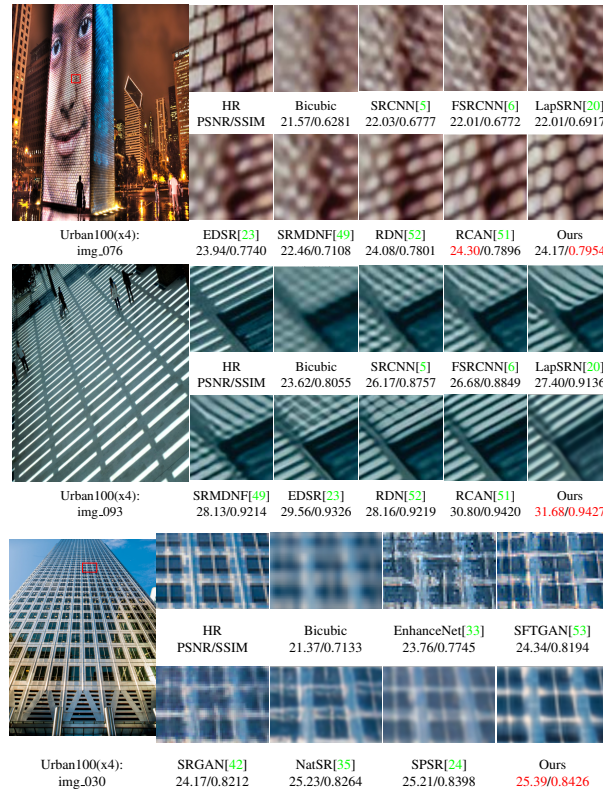 HR Bicubic SRCNN[5] FSRCNN[6] LapSRN[20]
PSNR/SSIM 21.57/0.6281 22.03/0.6777 22.01/0.6772 22.01/0.6917
Urban100(x4): EDSR[23] SRMDNF[49] RDN[52] RCAN[51] Ours
img_076 23.94/0.7740 22.46/0.7108 24.08/0.7801 24.30/0.7896 24.17/0.7954
HR Bicubic SRCNN[5] FSRCNN[6] LapSRN[20]
PSNR/SSIM 23.62/0.8055 26.17/0.8757 26.68/0.8849 27.40/0.9136
Urban100(x4): SRMDNF[49] EDSR[23] RDN[52] RCAN[51] Ours
img_093 28.13/0.9214 29.56/0.9326 28.16/0.9219 30.80/0.9420 31.68/0.9427
HR Bicubic EnhanceNet[33] SFTGAN[53]
PSNR/SSIM 21.37/0.7133 23.76/0.7745 24.34/0.8194
Urban100(x4): SRGAN[42] NatSR[35] SPSR[24] Ours
img_030 24.17/0.8212 25.23/0.8264 25.21/0.8398 25.39/0.8426